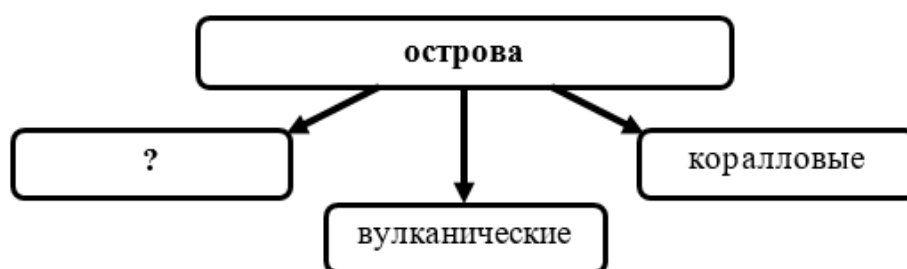 острова
?
вулканические
коралловые